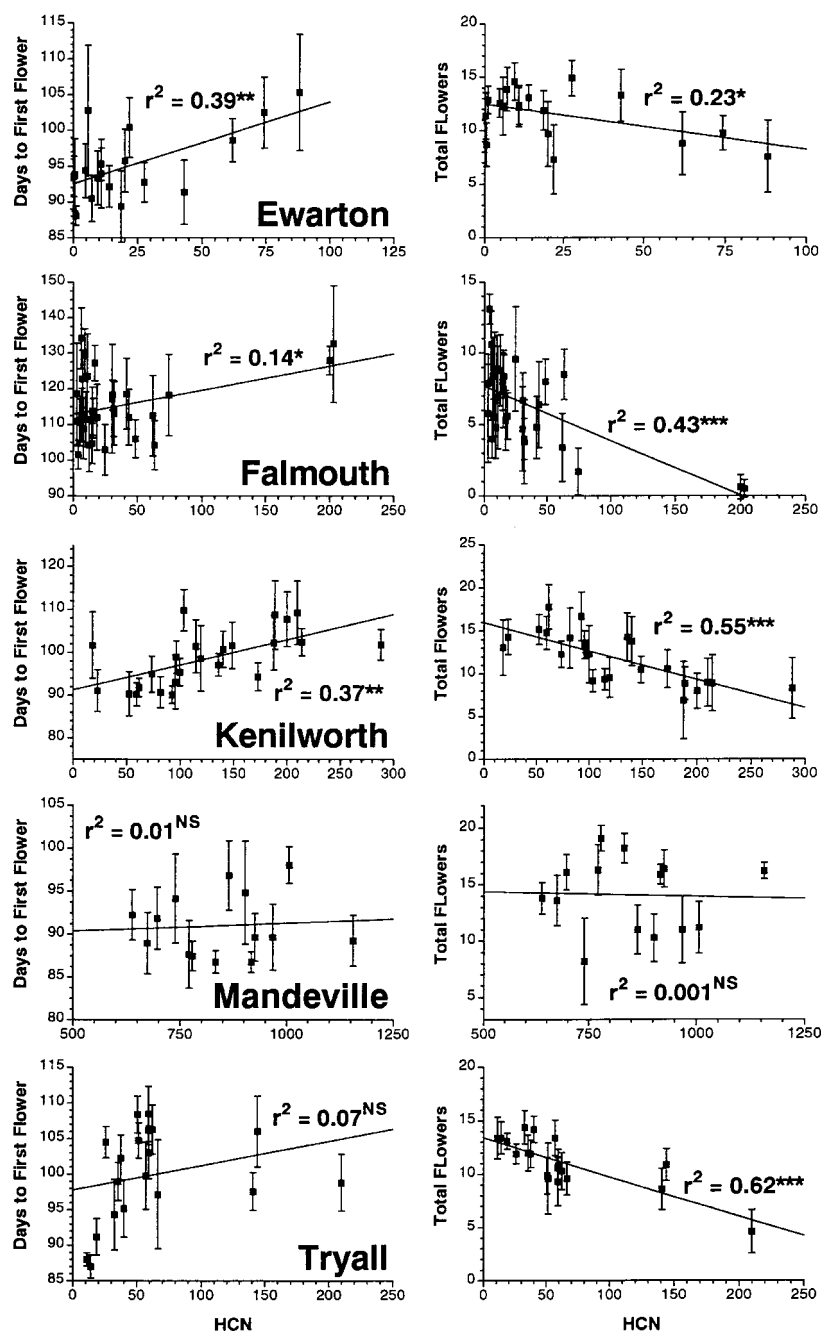 Days to First Flower
115
110
105
100
95
90
85
0 25 50 75 100 125
r² = 0.39**
Ewarton
Total FLowers
20
15
10
5
0
0 25 50 75 100
r² = 0.23*
Days to First Flower
150
140
130
120
110
100
90
0 50 100 150 200 250
r² = 0.14*
Falmouth
Total FLowers
15
10
5
0
0 50 100 150 200 250
r² = 0.43***
Days to First Flower
120
110
100
90
80
0 50 100 150 200 250 300
r² = 0.37**
Kenilworth
Total Flowers
25
20
15
10
5
0
0 100 200 300
r² = 0.55***
Days to First Flower
105
100
95
90
85
80
500 750 1000 1250
r² = 0.01NS
Mandeville
Total FLowers
20
15
10
5
500 750 1000 1250
r² = 0.001NS
Days to First Flower
115
110
105
100
95
90
85
0 50 100 150 200 250
r² = 0.07NS
Tryall
HCN
Total FLowers
20
15
10
5
0
0 50 100 150 200 250
r² = 0.62***
HCN